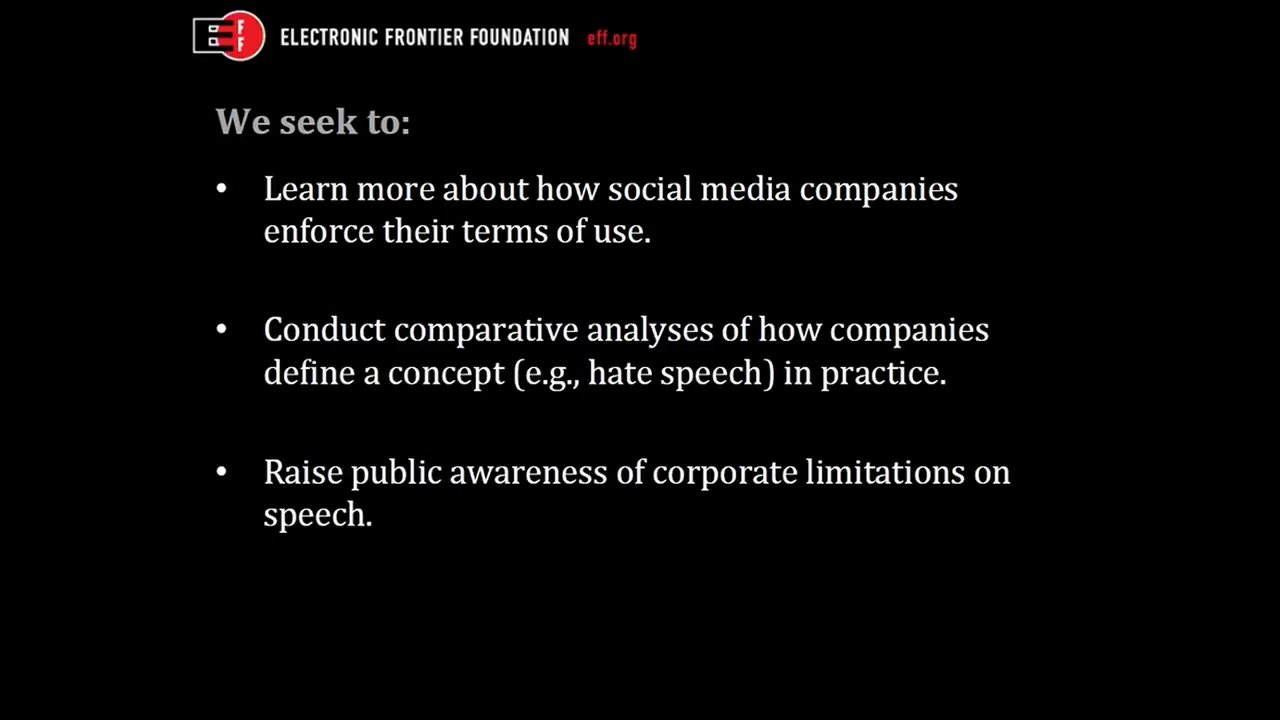 EFF ELECTRONIC FRONTIER FOUNDATION eff.org
We seek to:
• Learn more about how social media companies
enforce their terms of use.
• Conduct comparative analyses of how companies
define a concept (e.g., hate speech) in practice.
• Raise public awareness of corporate limitations on
speech.